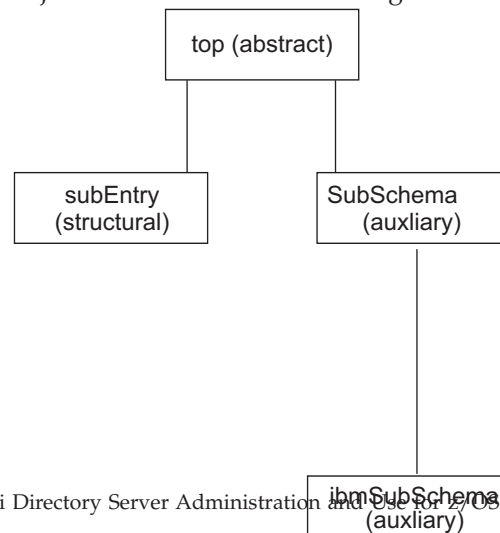 top (abstract)
subEntry
(structural)
SubSchema
(auxliary)
i Directory Server Administration and Use for z/OS
ibmSubSchema
(auxliary)